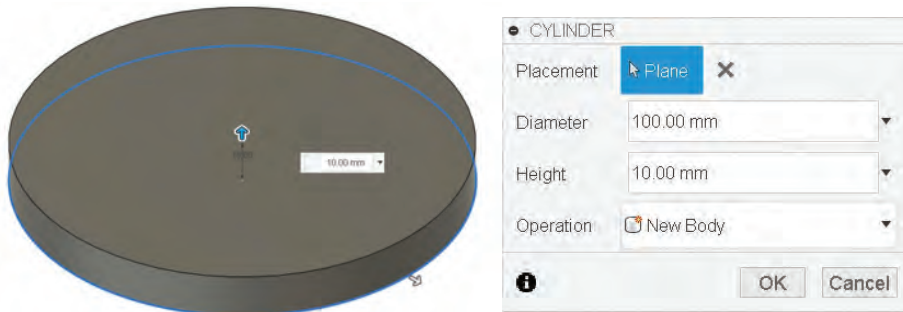 10.00 mm
CYLINDER
Placement Plane
Diameter 100.00 mm
Height 10.00 mm
Operation New Body
OK Cancel